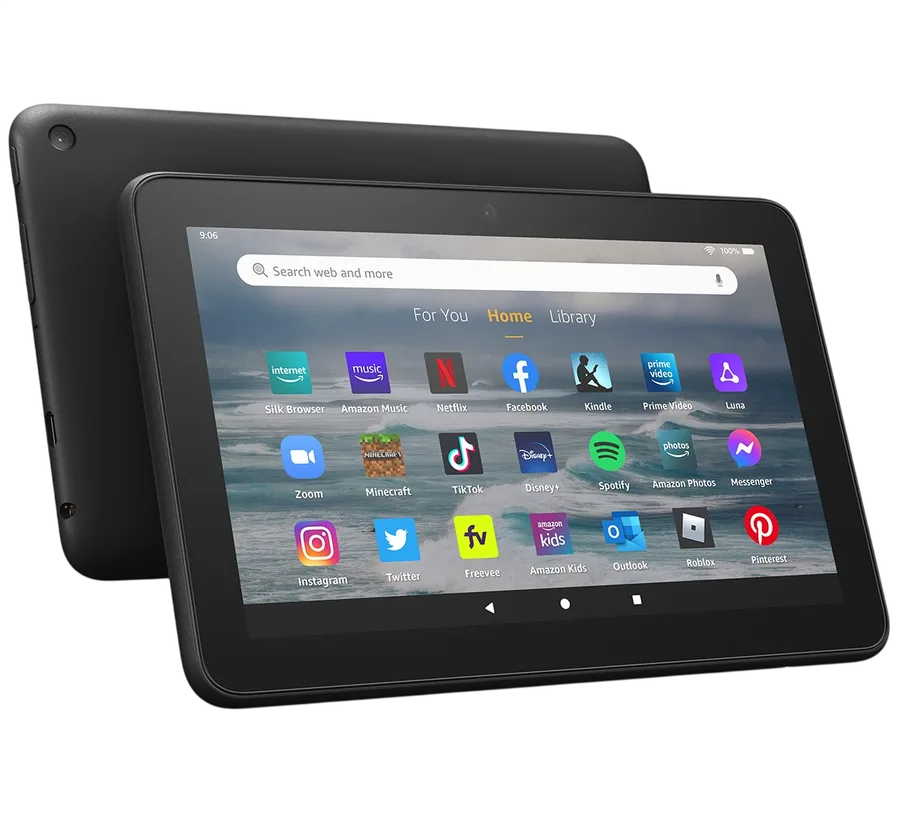 9:06
100%
Search web and more
For You Home Library
internet music prime video
Silk Browser Amazon Music Netflix Facebook Kindle Prime Video Luna
MINECRAFT Disney+ photos
Zoom Minecraft TikTok Disney+ Spotify Amazon Photos Messenger
fv amazon kids
Instagram Twitter Freevee Amazon Kids Outlook Roblox Pinterest